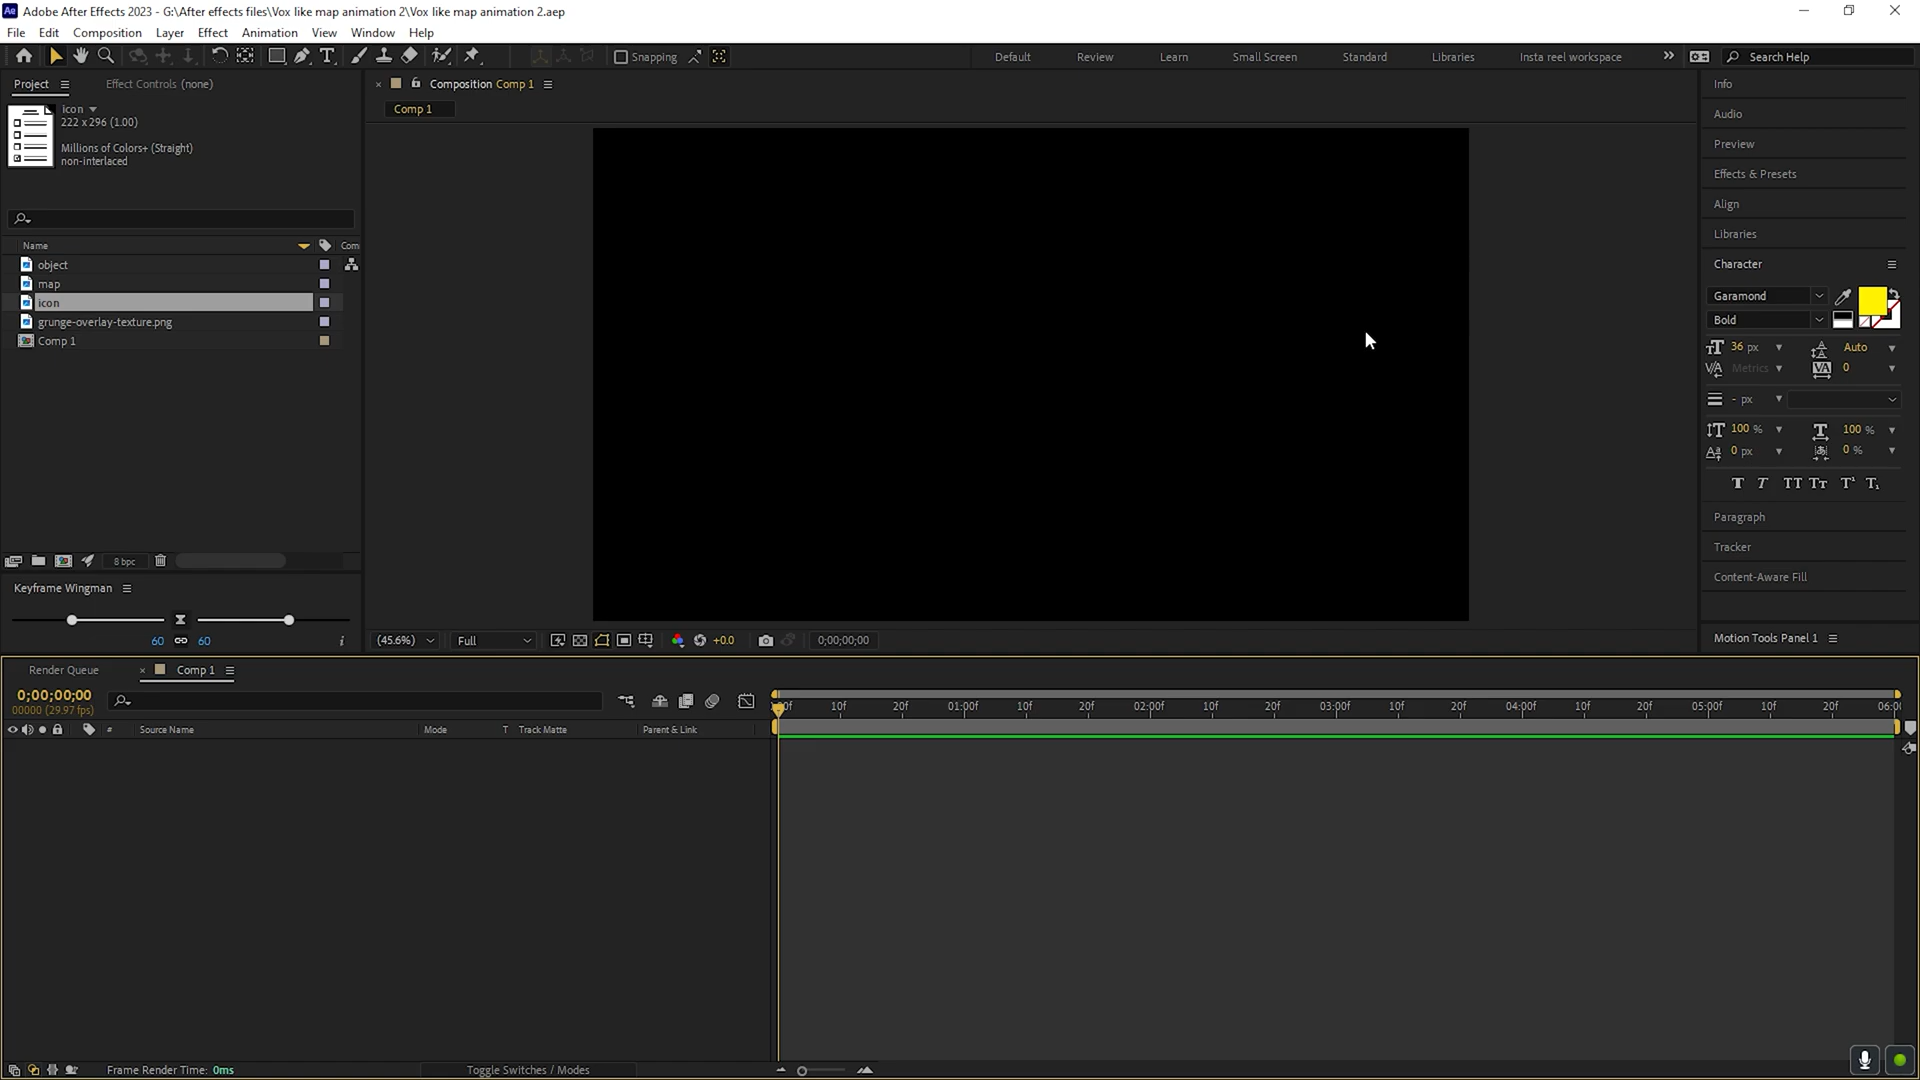 Adobe After Effects 2023 - G:\After effects files\Vox like map animation 2\Vox like map animation 2.aep
File Edit Composition Layer Effect Animation View Window Help
Snapping
Default Review Learn Small Screen Standard Libraries Insta reel workspace Search Help
Project Effect Controls (none)
Composition Comp 1
Info
icon
222 x 296 (1.00)
Comp 1
Audio
Millions of Colors+ (Straight)
non-interlaced
Preview
Effects & Presets
Align
Libraries
Name Com
object
map
icon
grunge-overlay-texture.png
Comp 1
Character
Garamond
Bold
36 px Auto
Metrics 0
- px
100 % 100 %
0 px 0 %
T T TT Tr T¹ T₁
Paragraph
Tracker
Content-Aware Fill
8 bpc
Keyframe Wingman
60 60
(45.6%) Full +0.0 0;00;00;00
Motion Tools Panel 1
Render Queue Comp 1
0;00;00;00
00000 (29.97 fps)
10f 20f 01:00f 10f 20f 02:00f 10f 20f 03:00f 10f 20f 04:00f 10f 20f 05:00f 10f 20f
# Source Name Mode T Track Matte Parent & Link
Frame Render Time: 0ms Toggle Switches / Modes